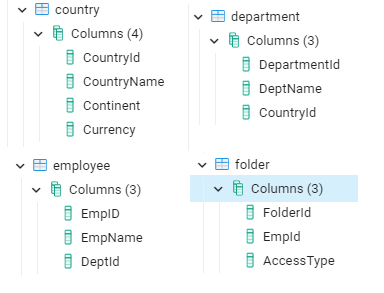 country
Columns (4)
CountryId
CountryName
Continent
Currency
department
Columns (3)
DepartmentId
DeptName
CountryId
employee
Columns (3)
EmpID
EmpName
DeptId
folder
Columns (3)
FolderId
EmpId
AccessType